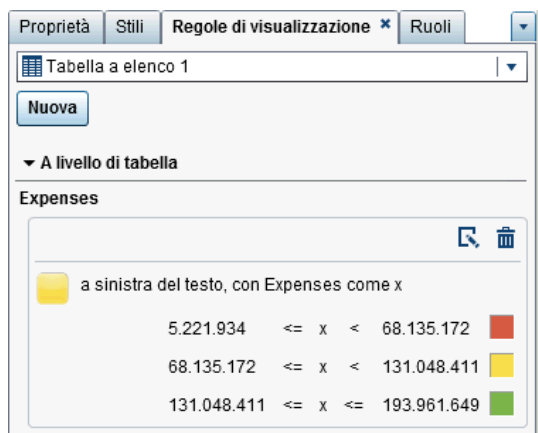 Proprietà Stili Regole di visualizzazione × Ruoli
Tabella a elenco 1
Nuova
A livello di tabella
Expenses
a sinistra del testo, con Expenses come x
5.221.934 <= x < 68.135.172
68.135.172 <= x < 131.048.411
131.048.411 <= x <= 193.961.649